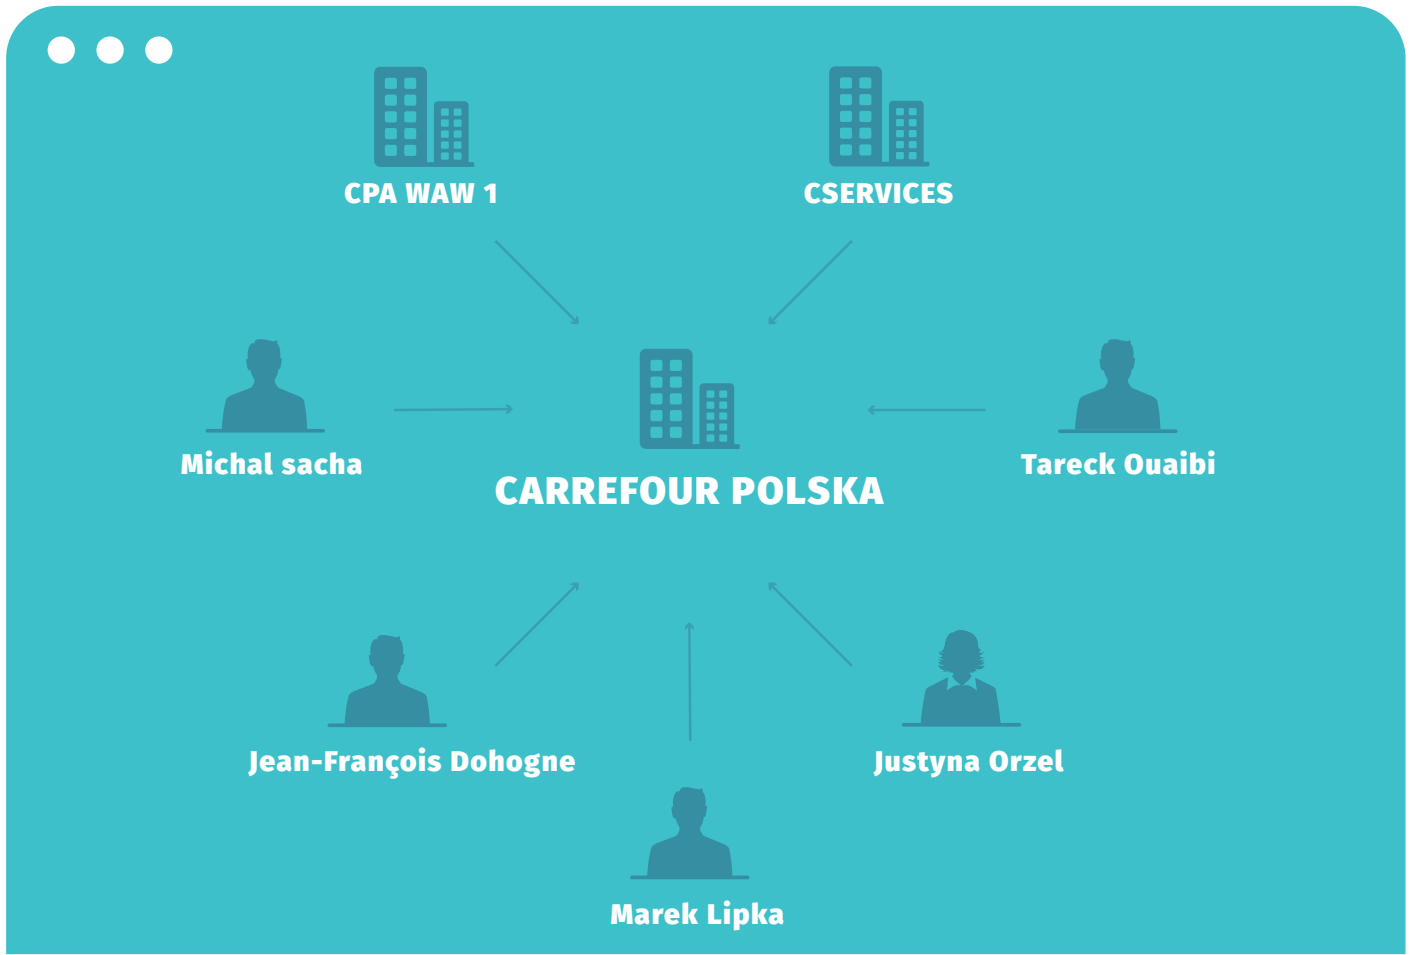 CPA WAW 1
CSERVICES
Michal sacha
CARREFOUR POLSKA
Tareck Ouaibi
Jean-François Dohogne
Justyna Orzel
Marek Lipka